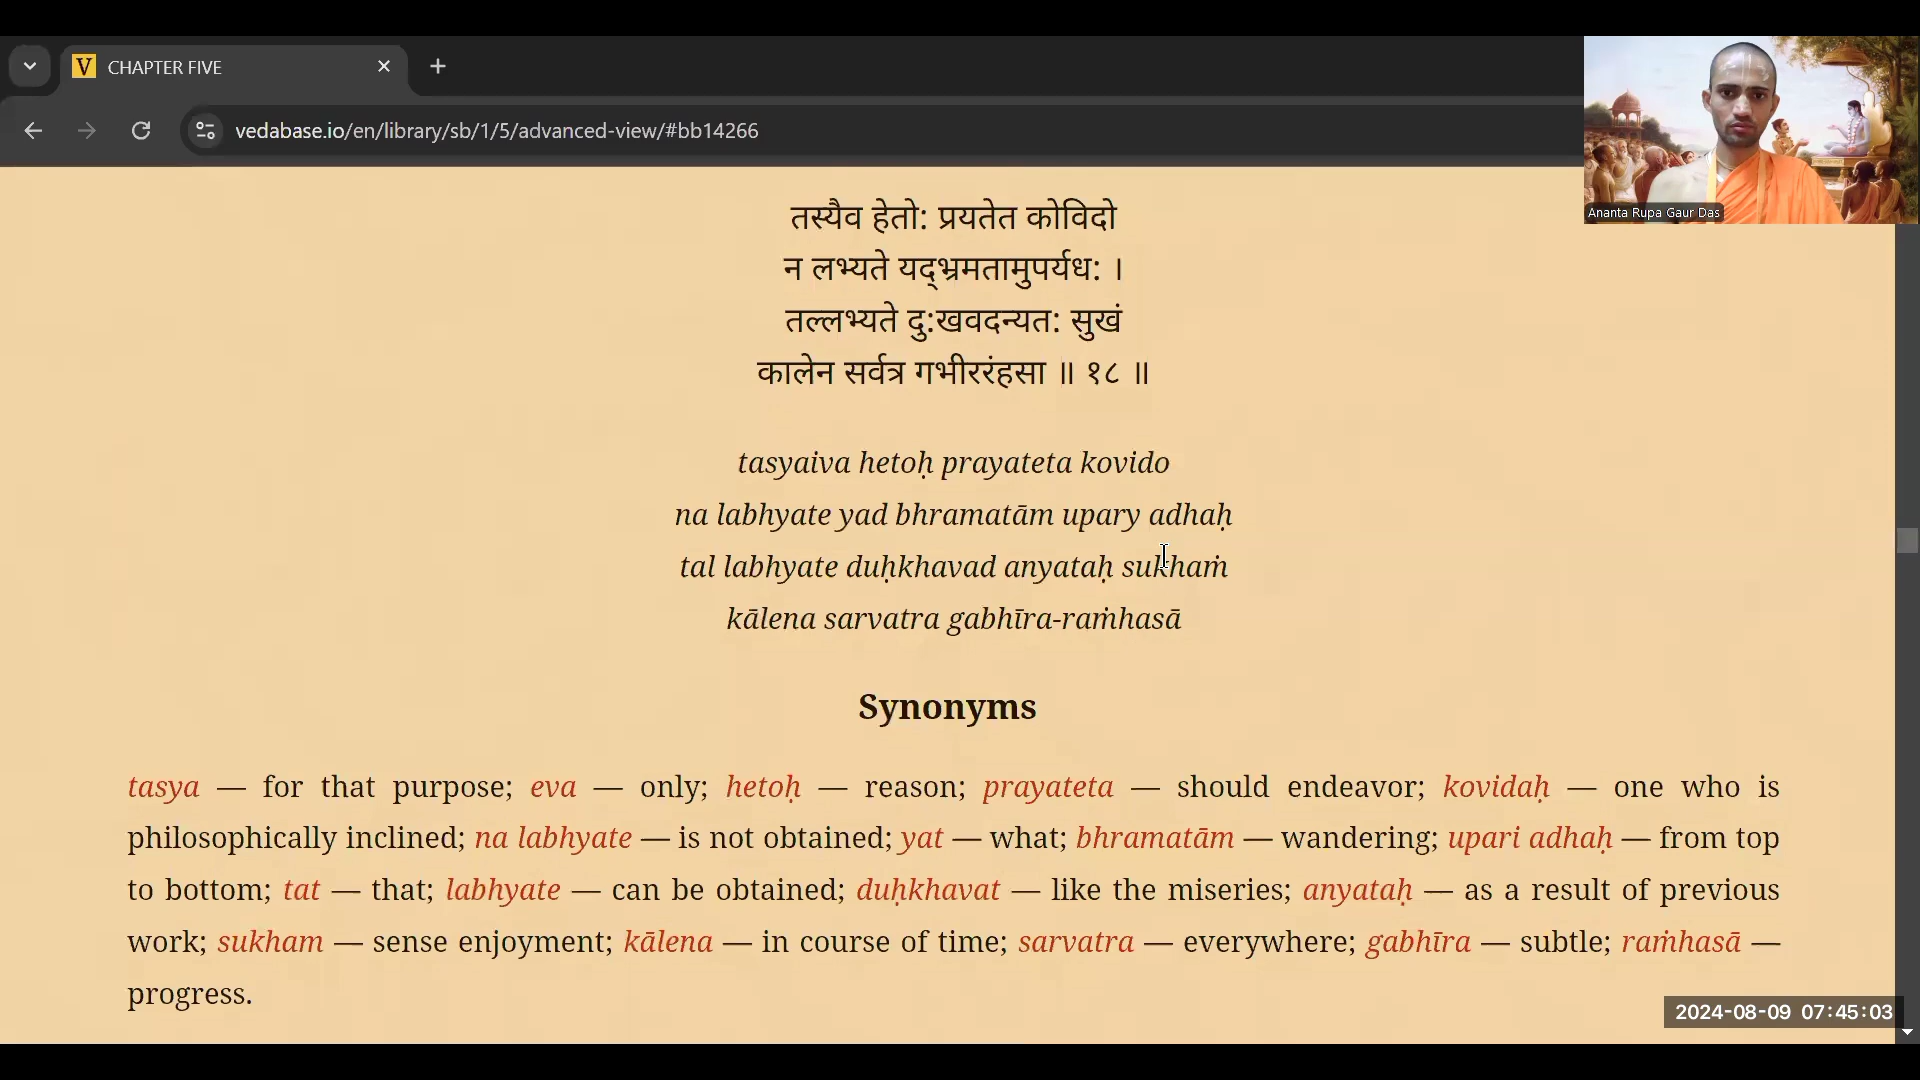 CHAPTER FIVE
vedabase.io/en/library/sb/1/5/advanced-view/#bb14266
Ananta Rupa Gaur Das
तस्यैव हेतो: प्रयतेत कोविदो
न लभ्यते यद्भ्रमतामुपर्यध: ।
तल्लभ्यते दु:खवदन्यत: सुखं
कालेन सर्वत्र गभीररंहसा ॥ १८ ॥
tasyaiva hetoḥ prayateta kovido
na labhyate yad bhramatām upary adhaḥ
tal labhyate duḥkhavad anyataḥ sukhaṁ
kālena sarvatra gabhīra-raṁhasā
Synonyms
tasya — for that purpose; eva — only; hetoḥ — reason; prayateta — should endeavor; kovidaḥ — one who is
philosophically inclined; na labhyate — is not obtained; yat — what; bhramatām — wandering; upari adhaḥ — from top
to bottom; tat — that; labhyate — can be obtained; duḥkhavat — like the miseries; anyataḥ — as a result of previous
work; sukham — sense enjoyment; kālena — in course of time; sarvatra — everywhere; gabhīra — subtle; raṁhasā —
progress.
2024-08-09 07:45:03